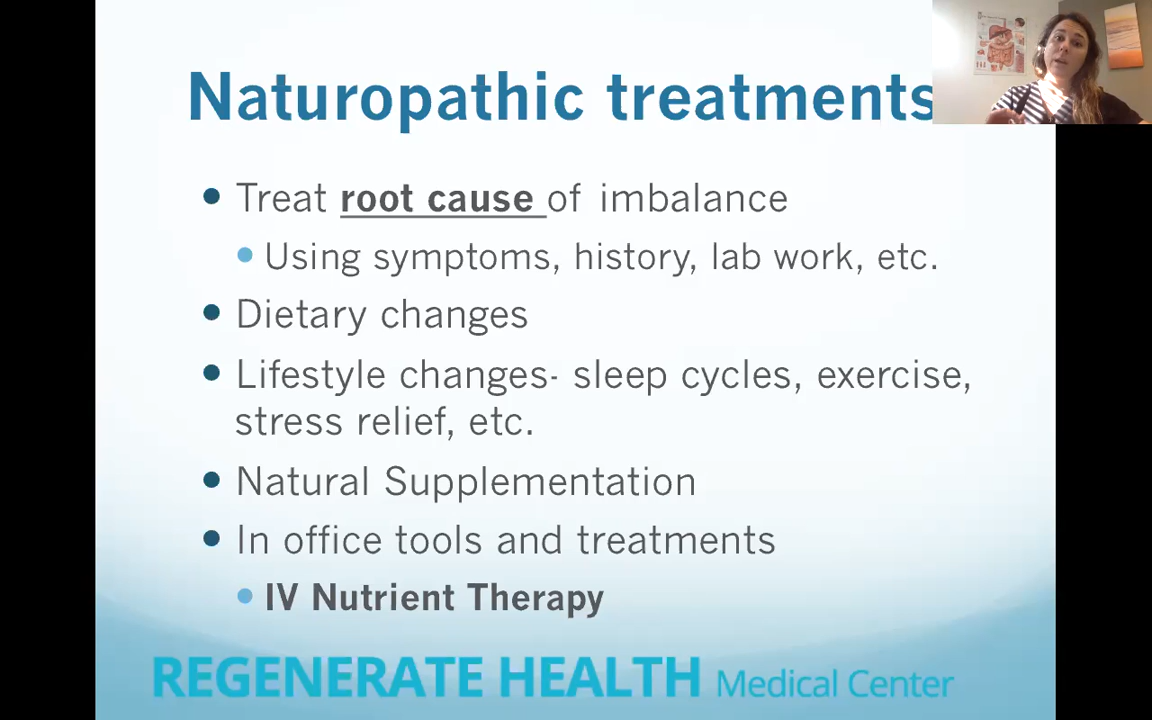 Naturopathic treatments
• Treat root cause of imbalance
• Using symptoms, history, lab work, etc.
• Dietary changes
• Lifestyle changes- sleep cycles, exercise,
stress relief, etc.
• Natural Supplementation
• In office tools and treatments
• IV Nutrient Therapy
REGENERATE HEALTH Medical Center